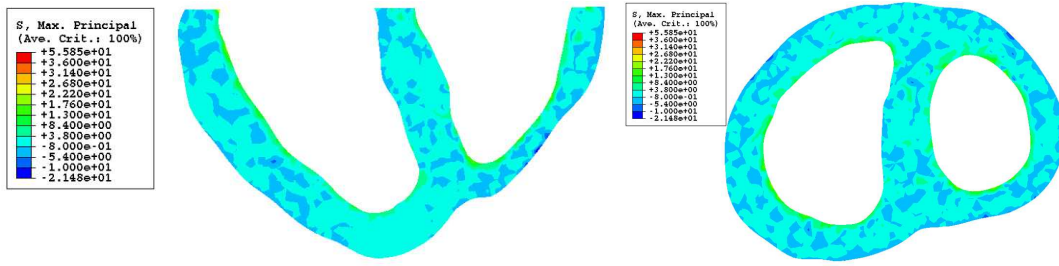 S, Max. Principal
(Ave. Crit.: 100%)
+5.585e+01
+3.600e+01
+3.140e+01
+2.680e+01
+2.220e+01
+1.760e+01
+1.300e+01
+8.400e+00
+3.800e+00
-8.000e-01
-5.400e+00
-1.000e+01
-2.148e+01
S, Max. Principal
(Ave. Crit.: 100%)
+5.585e+01
+3.600e+01
+3.140e+01
+2.680e+01
+2.220e+01
+1.760e+01
+1.300e+01
+8.400e+00
+3.800e+00
-8.000e-01
-5.400e+00
-1.000e+01
-2.148e+01